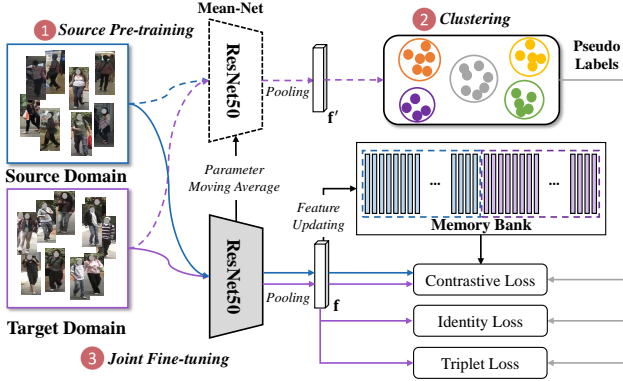 Mean-Net
1 Source Pre-training
2 Clustering
ResNet50
Pooling
f′
Pseudo
Labels
Source Domain
Parameter
Moving Average
Feature
Updating
...
...
Memory Bank
ResNet50
Pooling
f
Contrastive Loss
Identity Loss
Triplet Loss
Target Domain
3 Joint Fine-tuning